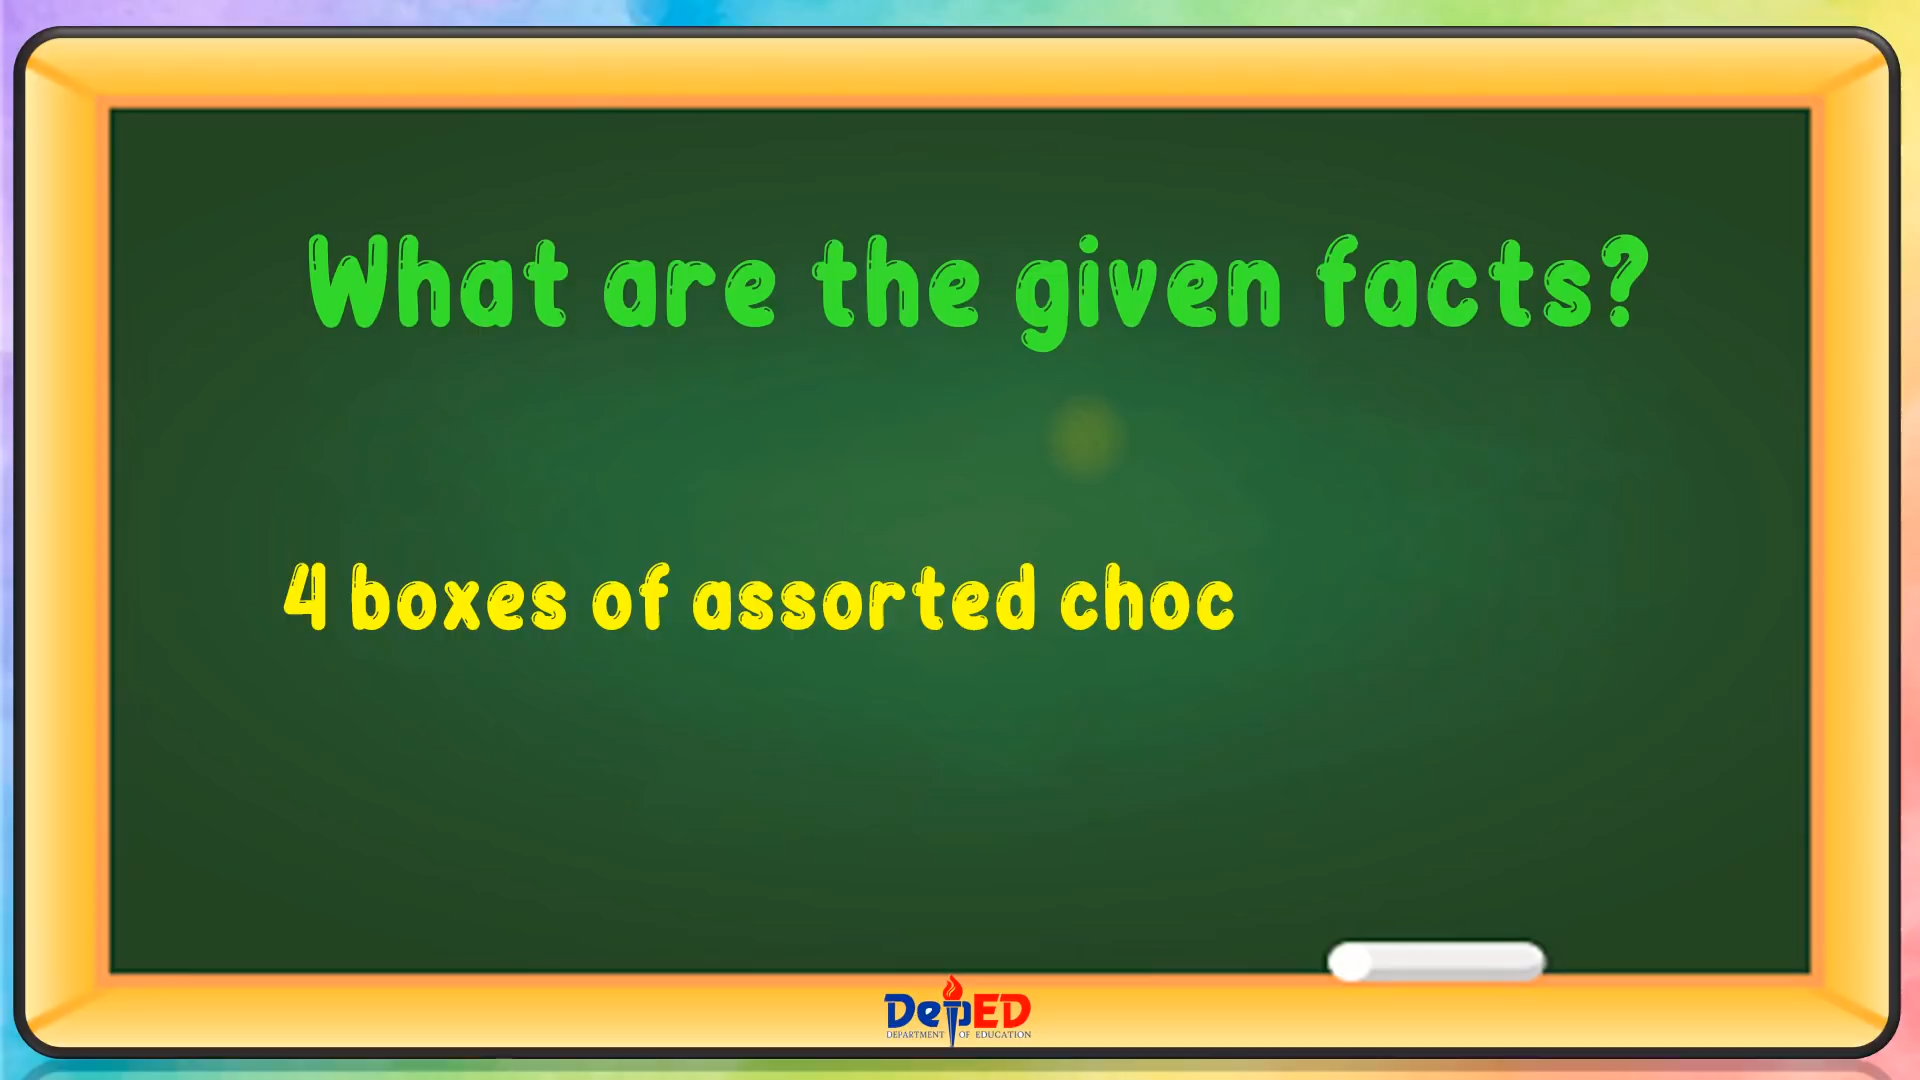 What are the given facts?
4 boxes of assorted choc
DepED
DEPARTMENT OF EDUCATION